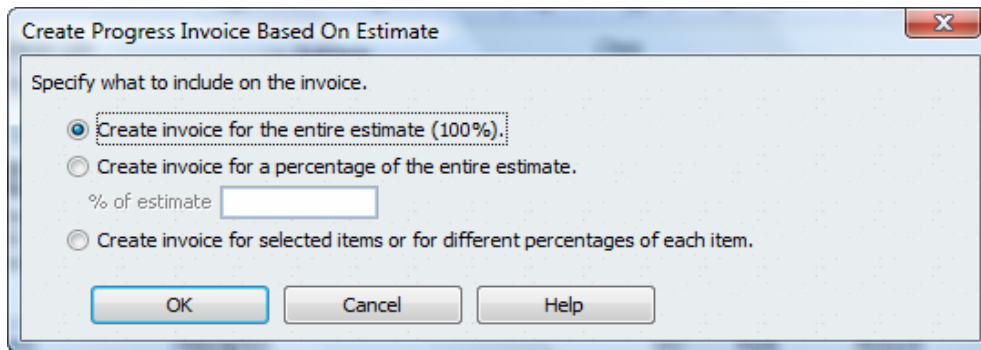 Create Progress Invoice Based On Estimate
Specify what to include on the invoice.
Create invoice for the entire estimate (100%).
Create invoice for a percentage of the entire estimate.
% of estimate
Create invoice for selected items or for different percentages of each item.
OK Cancel Help